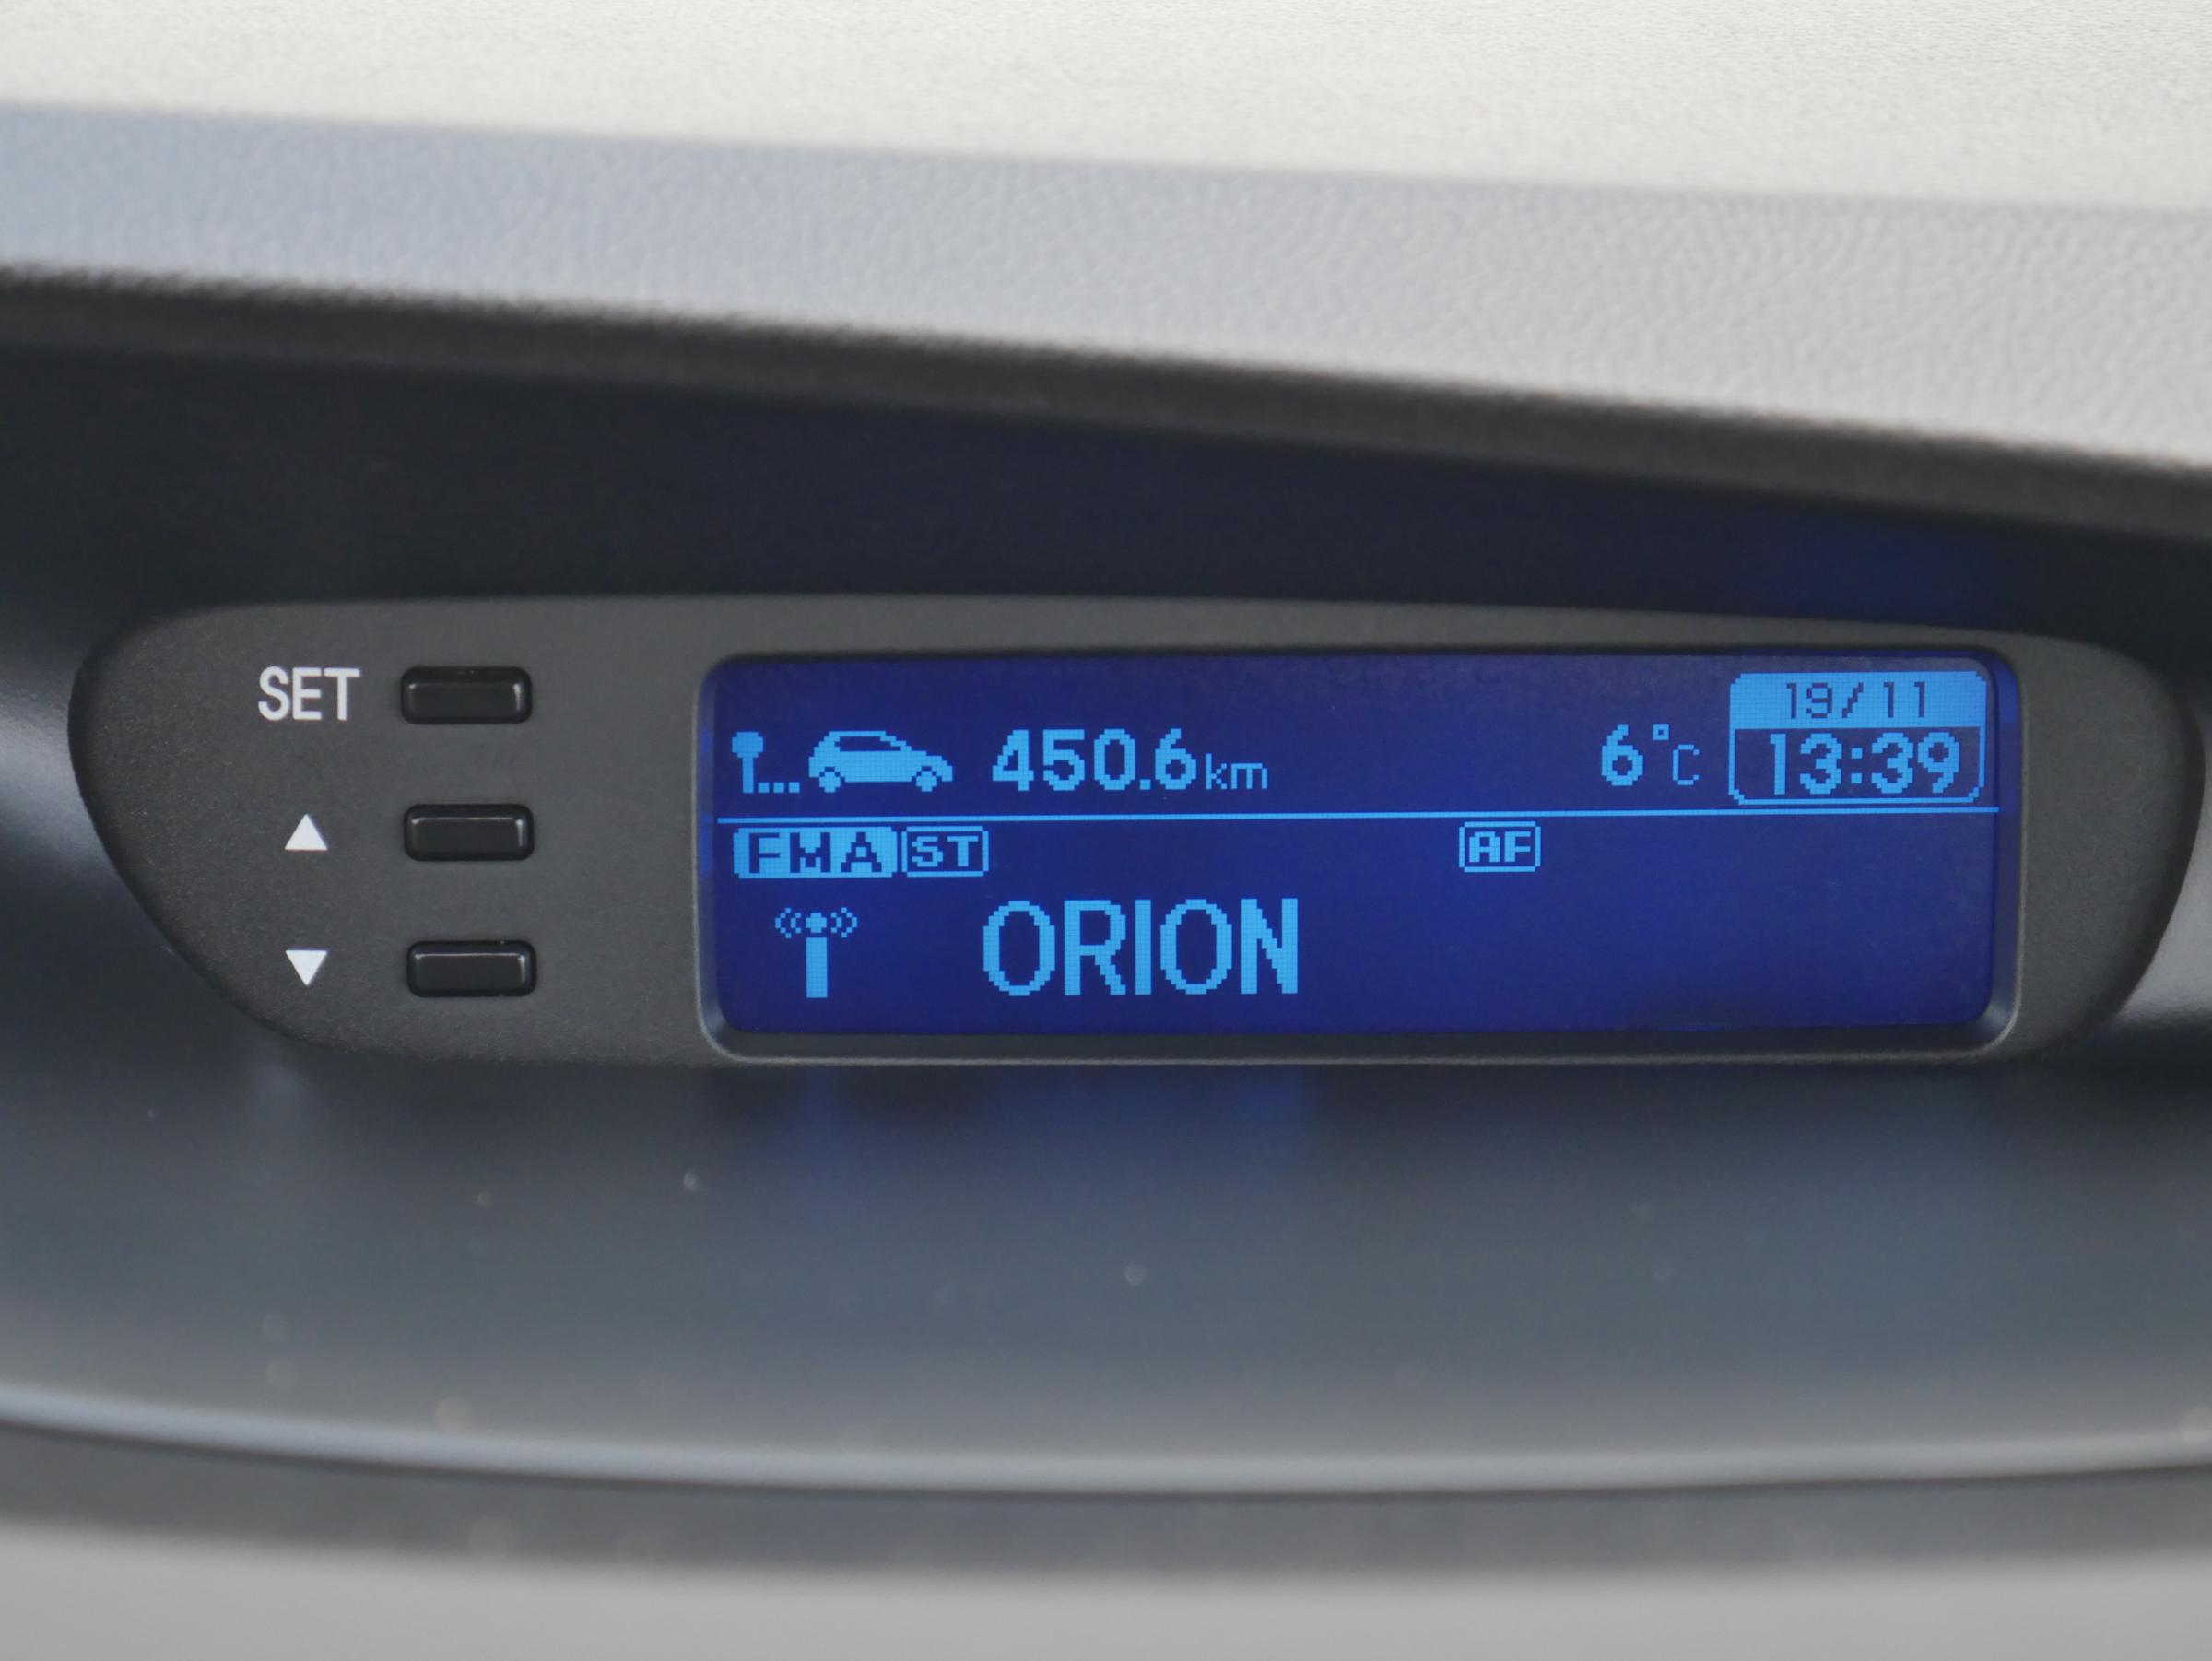 SET
450.6km 6°C
19/11
13:39
FMA ST AF
ORION